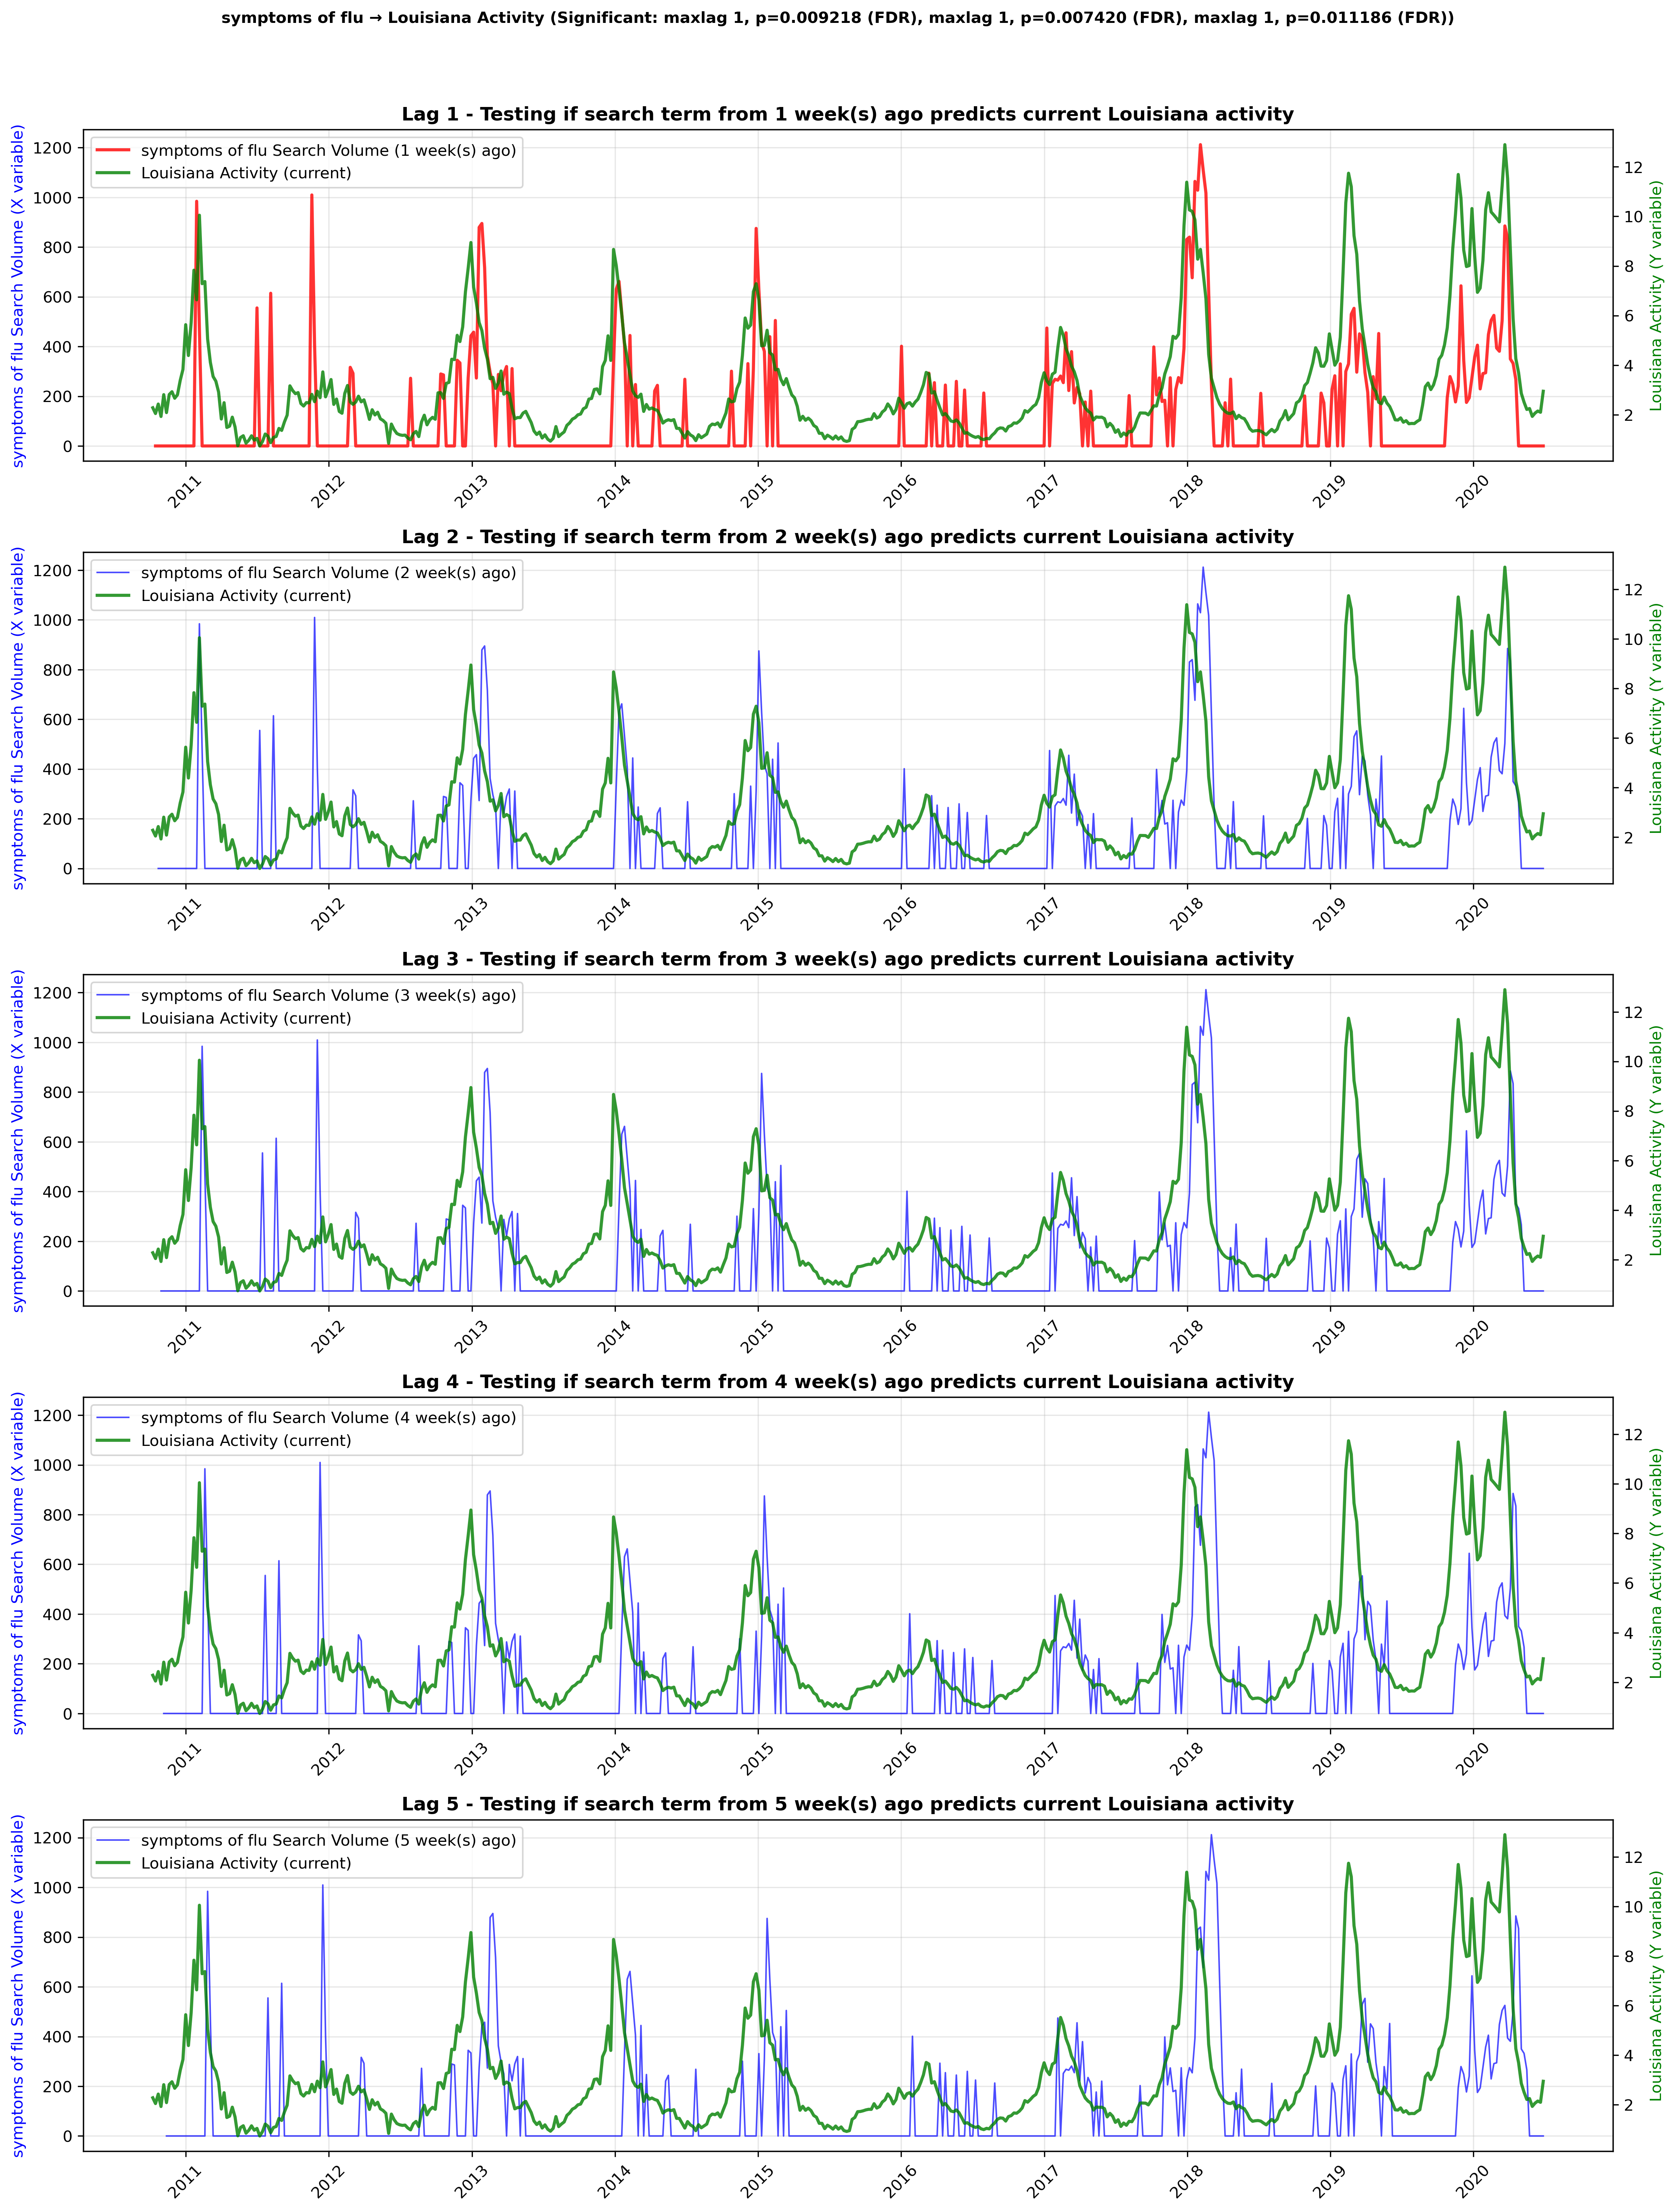 symptoms of flu → Louisiana Activity (Significant: maxlag 1, p=0.009218 (FDR), maxlag 1, p=0.007420 (FDR), maxlag 1, p=0.011186 (FDR))
Lag 1 - Testing if search term from 1 week(s) ago predicts current Louisiana activity
symptoms of flu Search Volume (X variable)
1200
1000
800
600
400
200
0
symptoms of flu Search Volume (1 week(s) ago)
Louisiana Activity (current)
12
10
8
6
4
2
Louisiana Activity (Y variable)
2011 2012 2013 2014 2015 2016 2017 2018 2019 2020
Lag 2 - Testing if search term from 2 week(s) ago predicts current Louisiana activity
symptoms of flu Search Volume (X variable)
1200
1000
800
600
400
200
0
symptoms of flu Search Volume (2 week(s) ago)
Louisiana Activity (current)
12
10
8
6
4
2
Louisiana Activity (Y variable)
2011 2012 2013 2014 2015 2016 2017 2018 2019 2020
Lag 3 - Testing if search term from 3 week(s) ago predicts current Louisiana activity
symptoms of flu Search Volume (X variable)
1200
1000
800
600
400
200
0
symptoms of flu Search Volume (3 week(s) ago)
Louisiana Activity (current)
12
10
8
6
4
2
Louisiana Activity (Y variable)
2011 2012 2013 2014 2015 2016 2017 2018 2019 2020
Lag 4 - Testing if search term from 4 week(s) ago predicts current Louisiana activity
symptoms of flu Search Volume (X variable)
1200
1000
800
600
400
200
0
symptoms of flu Search Volume (4 week(s) ago)
Louisiana Activity (current)
12
10
8
6
4
2
Louisiana Activity (Y variable)
2011 2012 2013 2014 2015 2016 2017 2018 2019 2020
Lag 5 - Testing if search term from 5 week(s) ago predicts current Louisiana activity
symptoms of flu Search Volume (X variable)
1200
1000
800
600
400
200
0
symptoms of flu Search Volume (5 week(s) ago)
Louisiana Activity (current)
12
10
8
6
4
2
Louisiana Activity (Y variable)
2011 2012 2013 2014 2015 2016 2017 2018 2019 2020